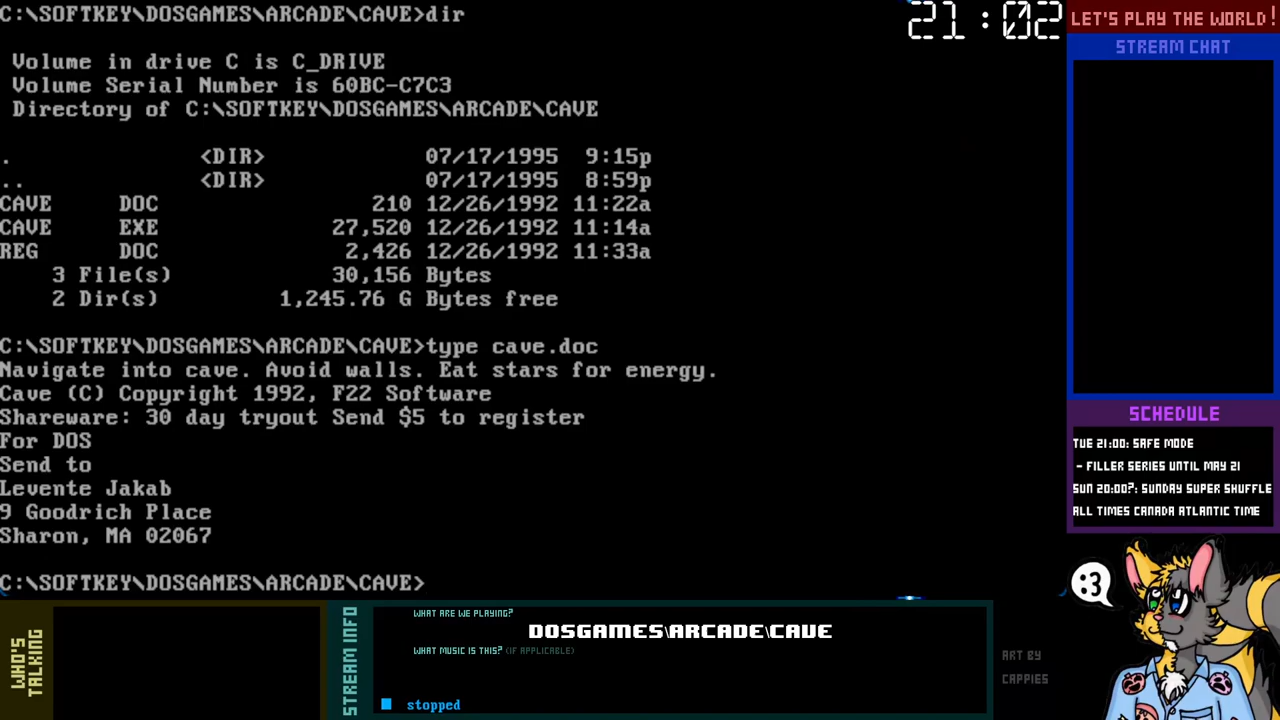 C:\SOFTKEY\DOSGAMES\ARCADE\CAVE>dir
Volume in drive C is C_DRIVE
Volume Serial Number is 60BC-C7C3
Directory of C:\SOFTKEY\DOSGAMES\ARCADE\CAVE
. <DIR> 07/17/1995 9:15p
.. <DIR> 07/17/1995 8:59p
CAVE DOC 210 12/26/1992 11:22a
CAVE EXE 27,520 12/26/1992 11:14a
REG DOC 2,426 12/26/1992 11:33a
3 File(s) 30,156 Bytes
2 Dir(s) 1,245.76 G Bytes free
C:\SOFTKEY\DOSGAMES\ARCADE\CAVE>type cave.doc
Navigate into cave. Avoid walls. Eat stars for energy.
Cave (C) Copyright 1992, F22 Software
Shareware: 30 day tryout Send $5 to register
For DOS
Send to
Levente Jakab
9 Goodrich Place
Sharon, MA 02067
C:\SOFTKEY\DOSGAMES\ARCADE\CAVE>
21:02
LET'S PLAY THE WORLD!
STREAM CHAT
SCHEDULE
TUE 21:00: SAFE MODE
- FILLER SERIES UNTIL MAY 21
SUN 20:00?: SUNDAY SUPER SHUFFLE
ALL TIMES CANADA ATLANTIC TIME
:3
WHO'S TALKING
STREAM INFO
WHAT ARE WE PLAYING?
DOSGAMES\ARCADE\CAVE
WHAT MUSIC IS THIS? (IF APPLICABLE)
stopped
ART BY
CAPPIES